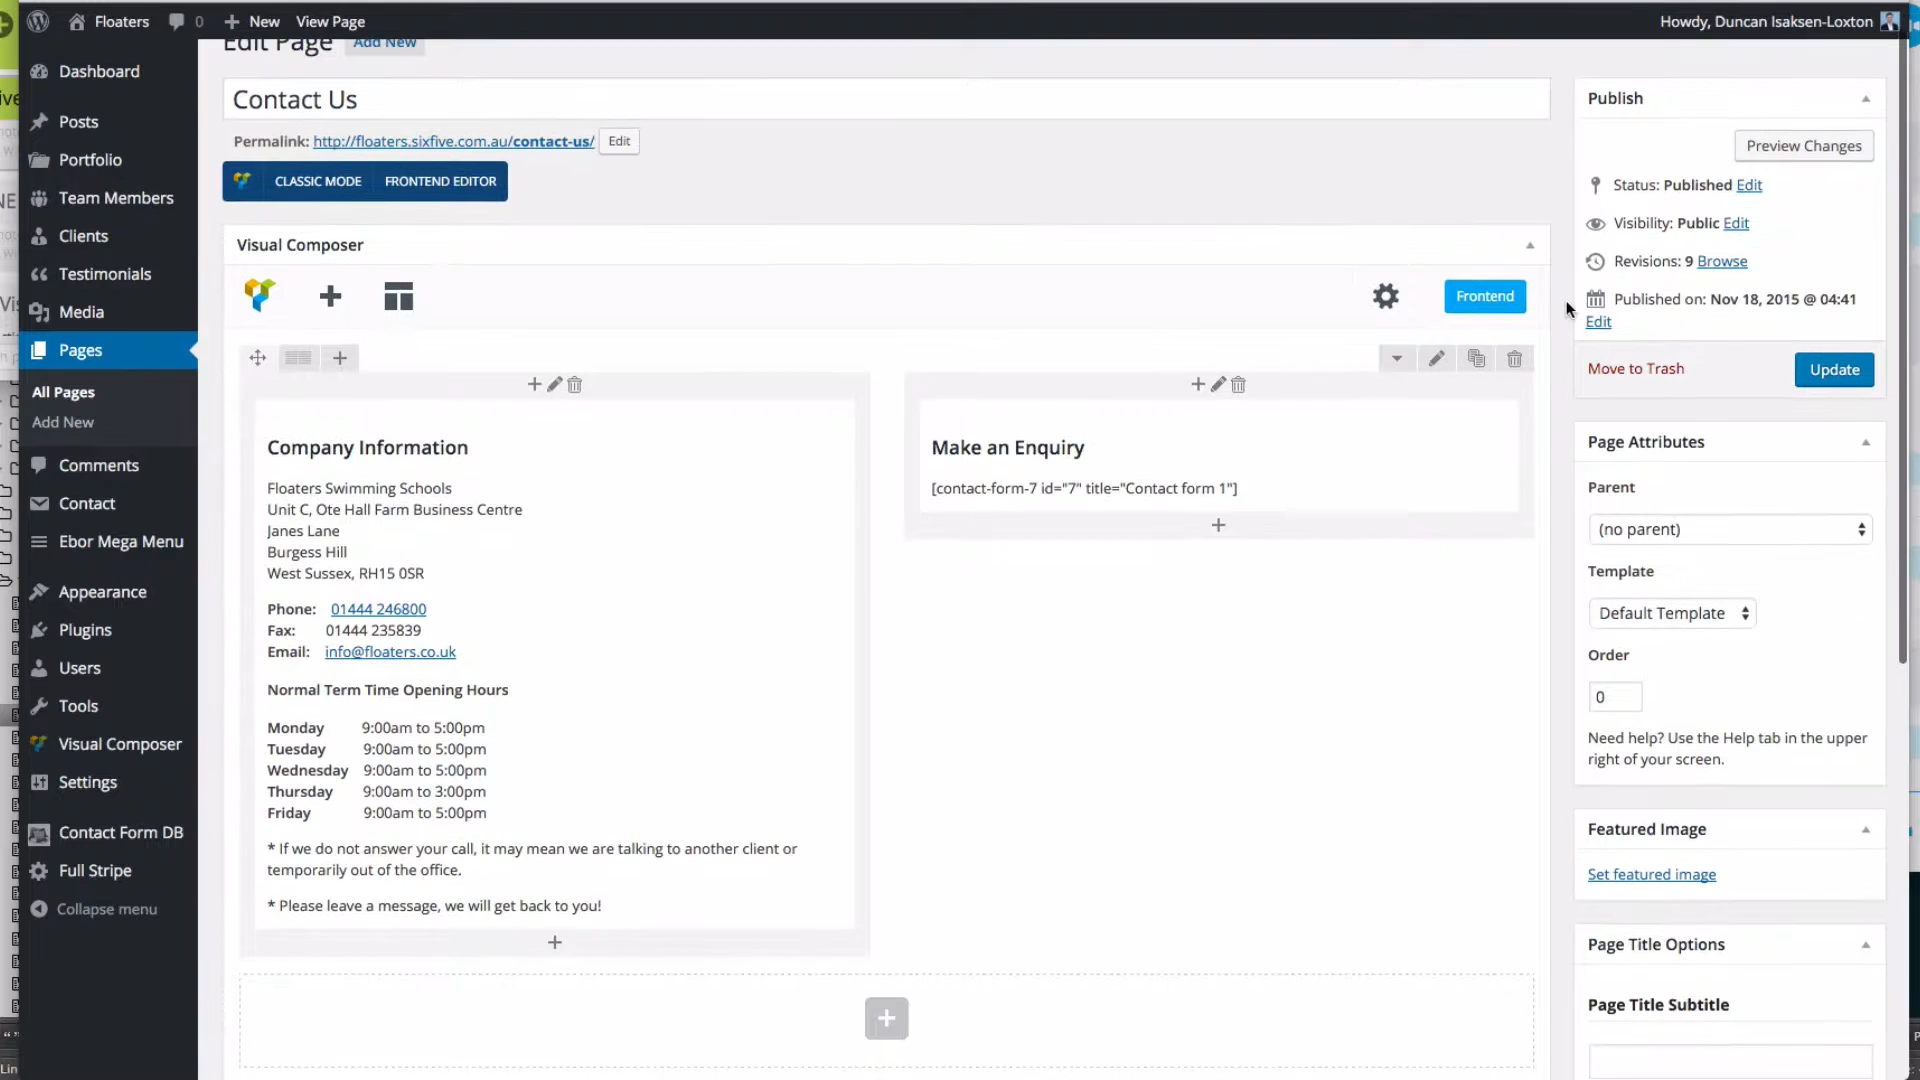 Floaters
0
New
View Page
Howdy, Duncan Isaksen-Loxton
Edit Page
Add New
Dashboard
Posts
Portfolio
Team Members
Clients
Testimonials
Media
Pages
All Pages
Add New
Comments
Contact
Ebor Mega Menu
Appearance
Plugins
Users
Tools
Visual Composer
Settings
Contact Form DB
Full Stripe
Collapse menu
Contact Us
Permalink: http://floaters.sixfive.com.au/contact-us/ Edit
CLASSIC MODE FRONTEND EDITOR
Visual Composer
Frontend
Company Information
Floaters Swimming Schools
Unit C, Ote Hall Farm Business Centre
Janes Lane
Burgess Hill
West Sussex, RH15 0SR
Phone: 01444 246800
Fax: 01444 235839
Email: info@floaters.co.uk
Normal Term Time Opening Hours
Monday 9:00am to 5:00pm
Tuesday 9:00am to 5:00pm
Wednesday 9:00am to 5:00pm
Thursday 9:00am to 3:00pm
Friday 9:00am to 5:00pm
* If we do not answer your call, it may mean we are talking to another client or
temporarily out of the office.
* Please leave a message, we will get back to you!
Make an Enquiry
[contact-form-7 id="7" title="Contact form 1"]
Publish
Preview Changes
Status: Published Edit
Visibility: Public Edit
Revisions: 9 Browse
Published on: Nov 18, 2015 @ 04:41
Edit
Move to Trash
Update
Page Attributes
Parent
(no parent)
Template
Default Template
Order
0
Need help? Use the Help tab in the upper
right of your screen.
Featured Image
Set featured image
Page Title Options
Page Title Subtitle